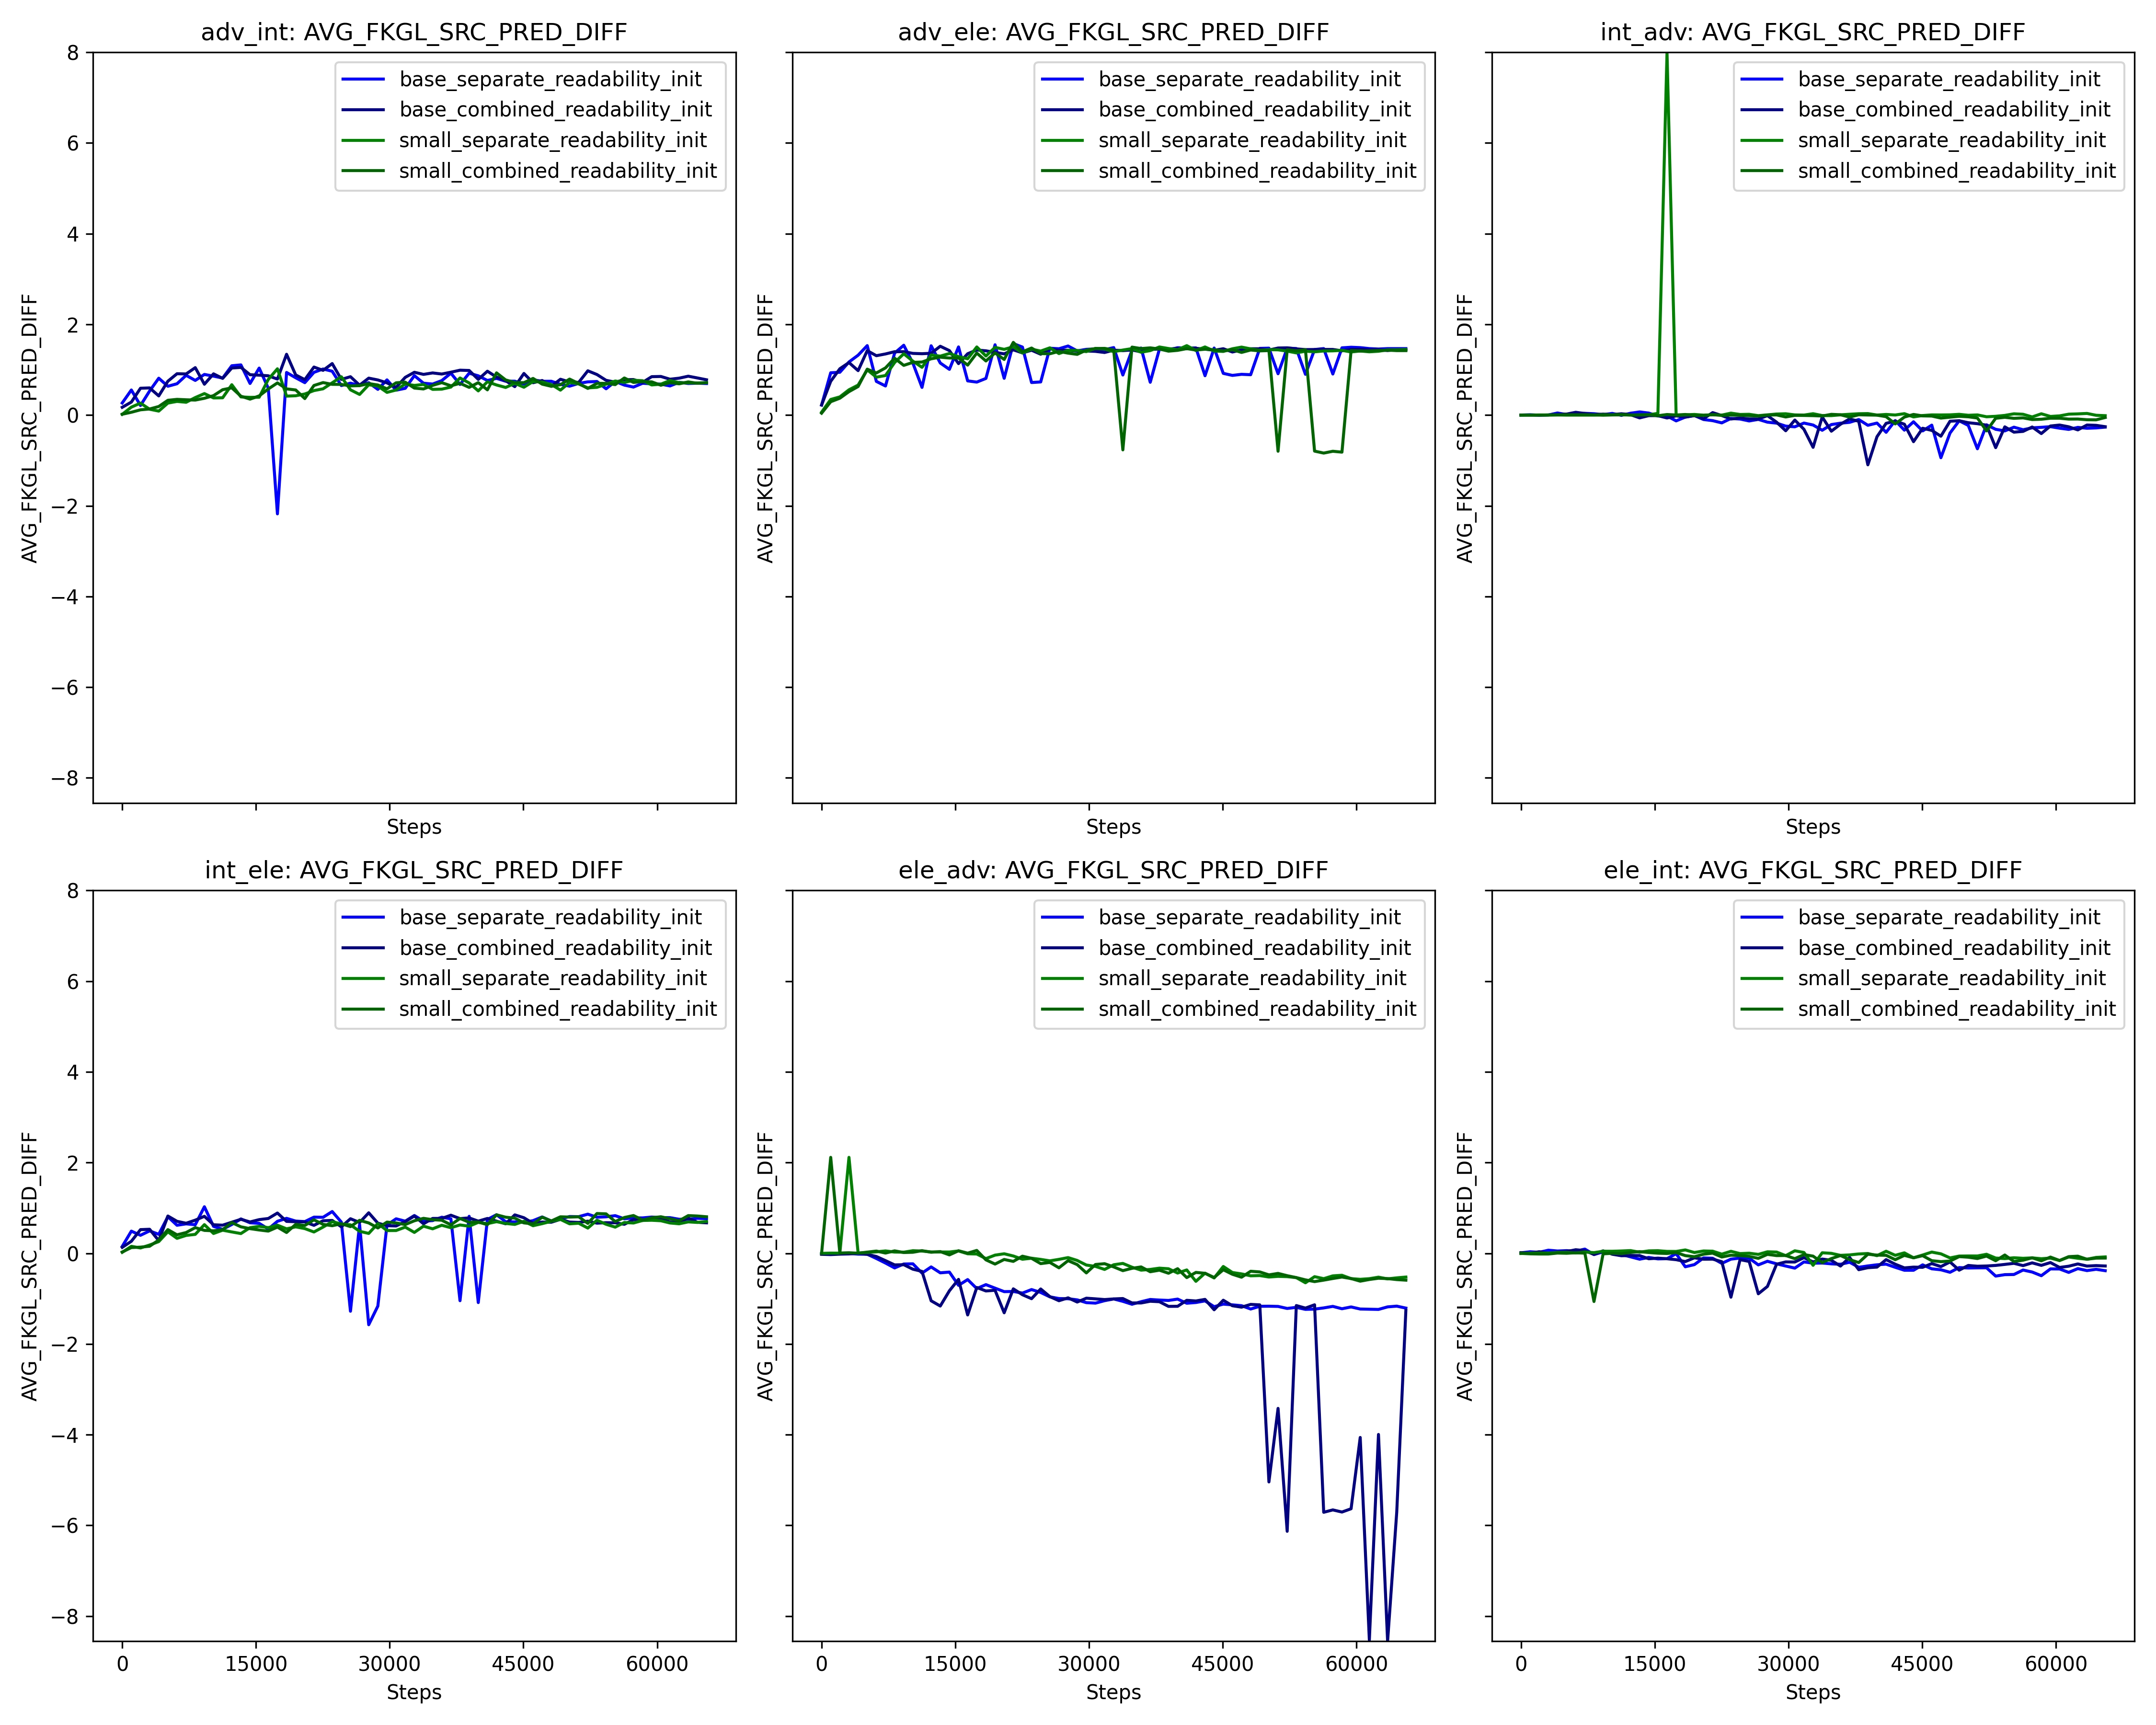 adv_int: AVG_FKGL_SRC_PRED_DIFF
8
6
4
2
0
−2
−4
−6
−8
AVG_FKGL_SRC_PRED_DIFF
base_separate_readability_init
base_combined_readability_init
small_separate_readability_init
small_combined_readability_init
Steps
adv_ele: AVG_FKGL_SRC_PRED_DIFF
AVG_FKGL_SRC_PRED_DIFF
base_separate_readability_init
base_combined_readability_init
small_separate_readability_init
small_combined_readability_init
Steps
int_adv: AVG_FKGL_SRC_PRED_DIFF
AVG_FKGL_SRC_PRED_DIFF
base_separate_readability_init
base_combined_readability_init
small_separate_readability_init
small_combined_readability_init
Steps
int_ele: AVG_FKGL_SRC_PRED_DIFF
8
6
4
2
0
−2
−4
−6
−8
AVG_FKGL_SRC_PRED_DIFF
base_separate_readability_init
base_combined_readability_init
small_separate_readability_init
small_combined_readability_init
0 15000 30000 45000 60000
Steps
ele_adv: AVG_FKGL_SRC_PRED_DIFF
AVG_FKGL_SRC_PRED_DIFF
base_separate_readability_init
base_combined_readability_init
small_separate_readability_init
small_combined_readability_init
0 15000 30000 45000 60000
Steps
ele_int: AVG_FKGL_SRC_PRED_DIFF
AVG_FKGL_SRC_PRED_DIFF
base_separate_readability_init
base_combined_readability_init
small_separate_readability_init
small_combined_readability_init
0 15000 30000 45000 60000
Steps